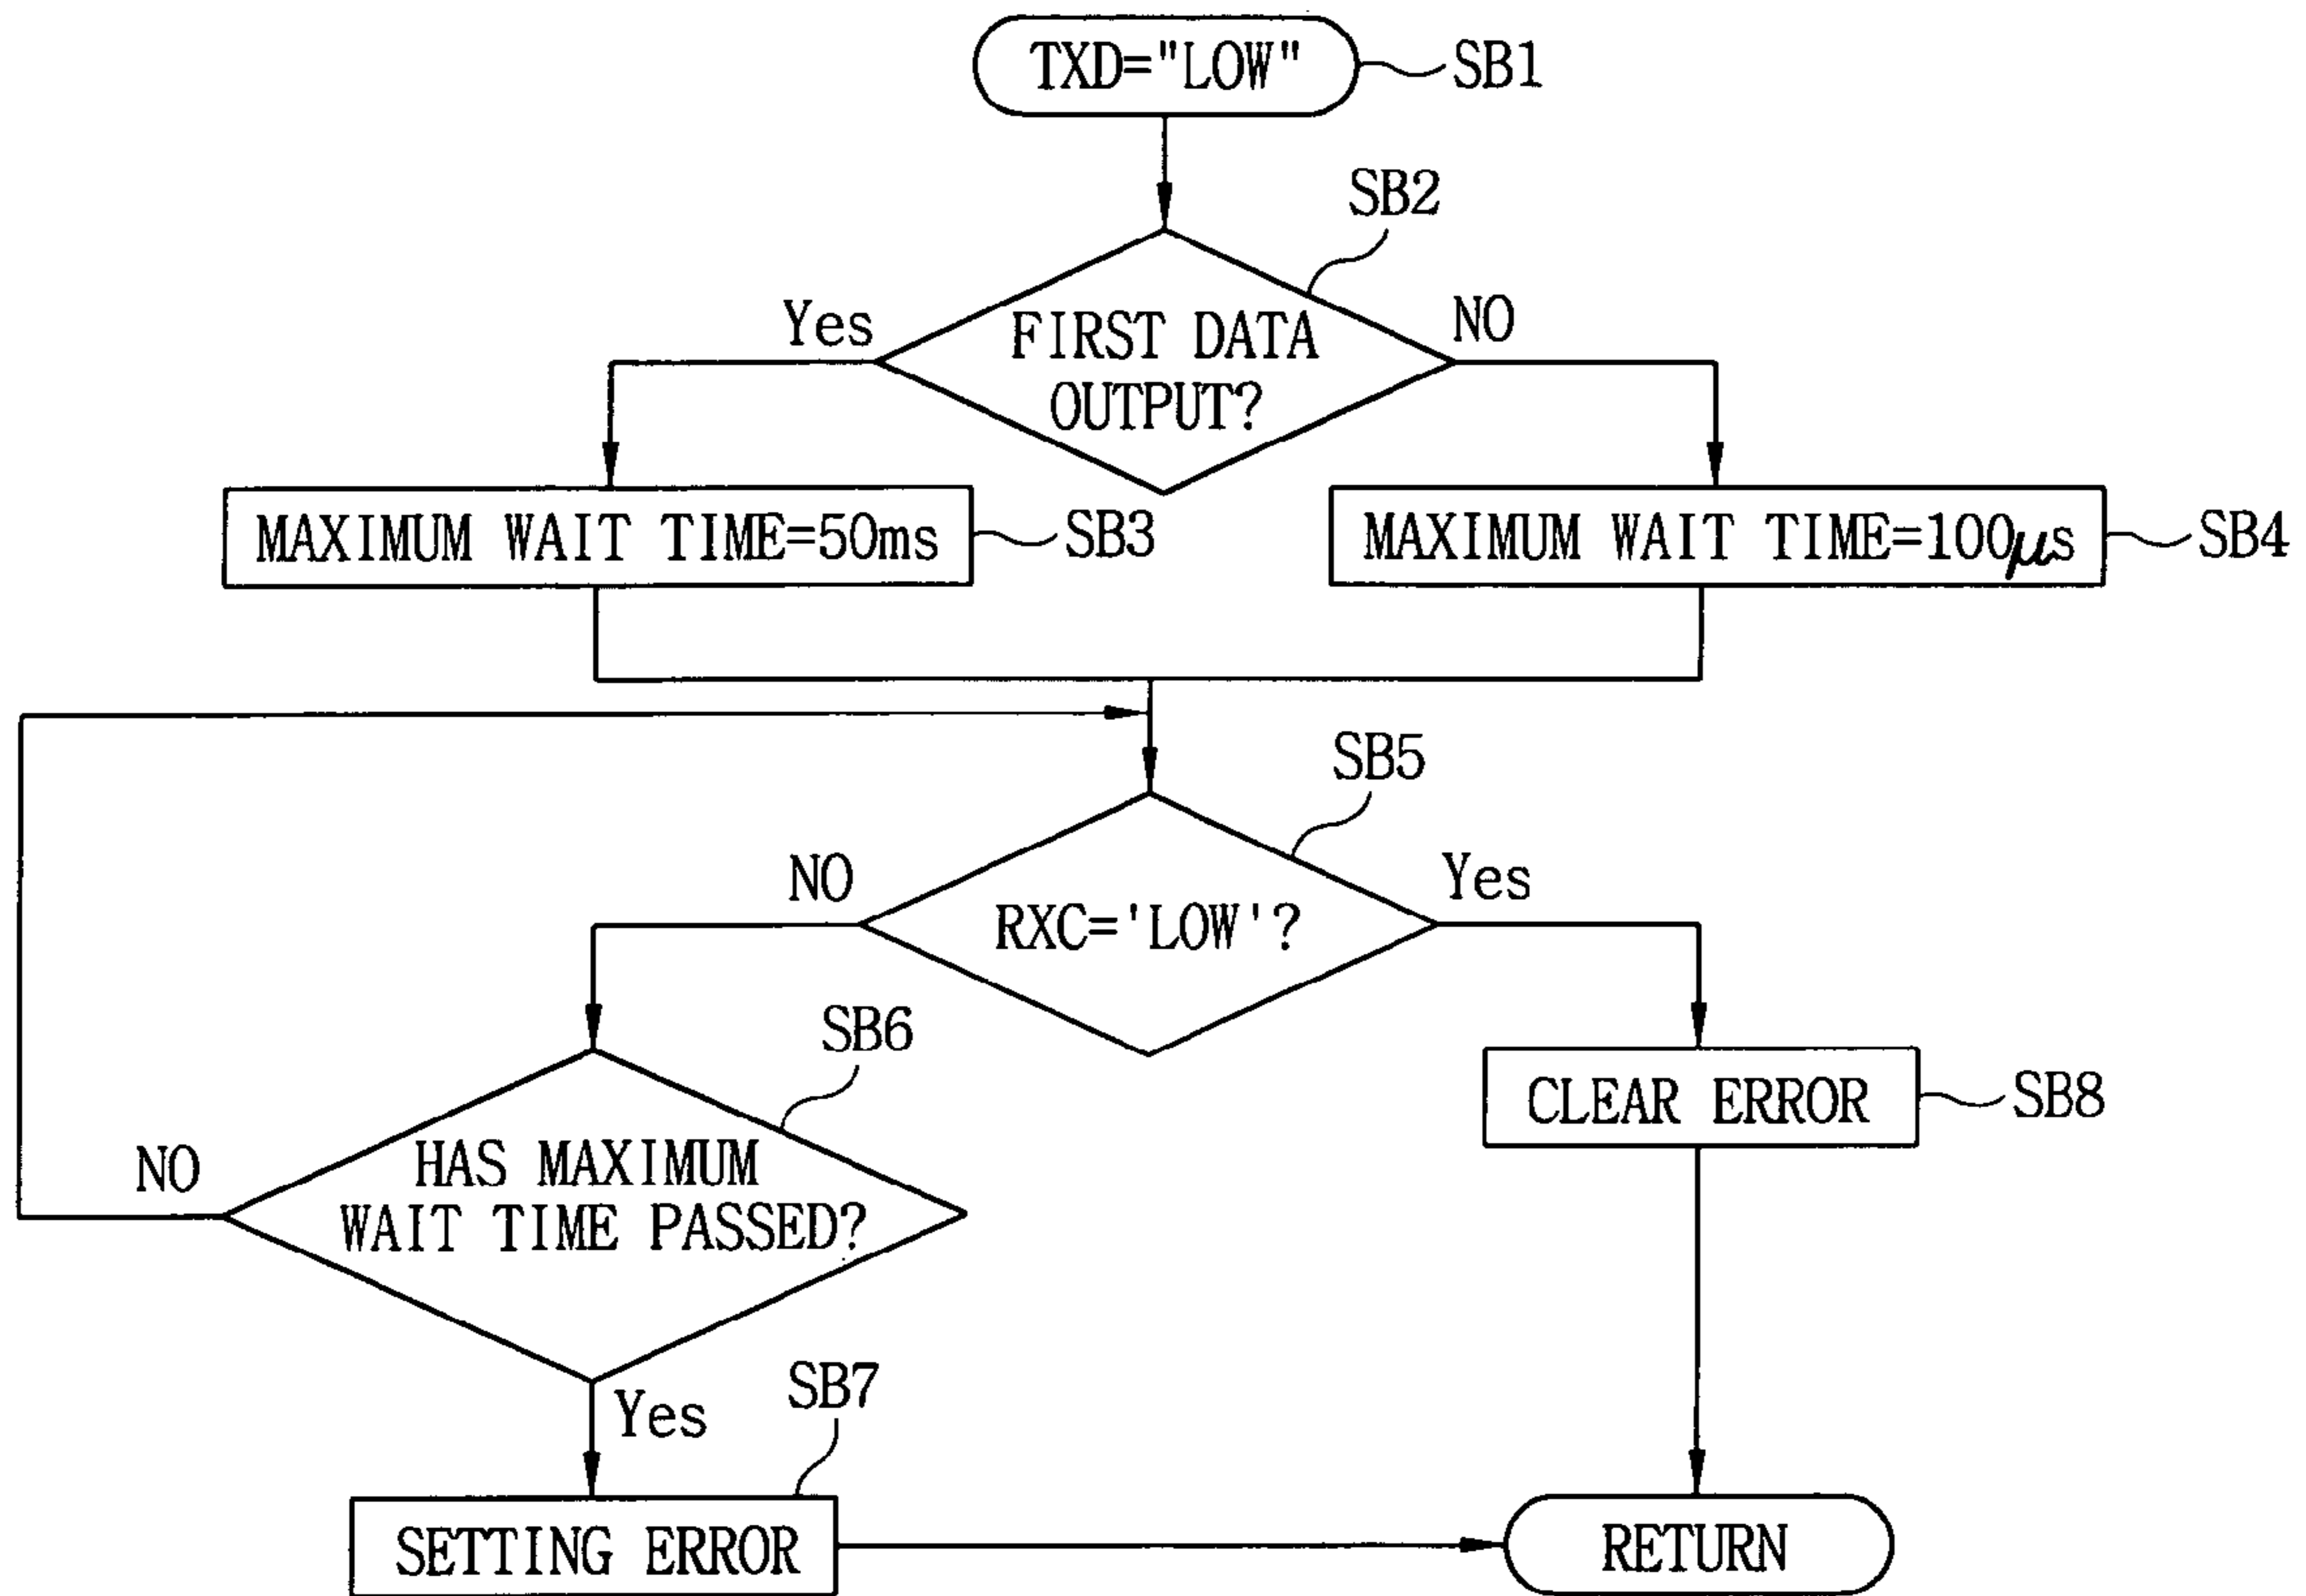 TXD="LOW"
SB1
SB2
Yes
FIRST DATA
OUTPUT?
NO
MAXIMUM WAIT TIME=50ms
SB3
MAXIMUM WAIT TIME=100μs
SB4
SB5
NO
RXC='LOW'?
Yes
SB6
NO
HAS MAXIMUM
WAIT TIME PASSED?
CLEAR ERROR
SB8
Yes
SB7
SETTING ERROR
RETURN